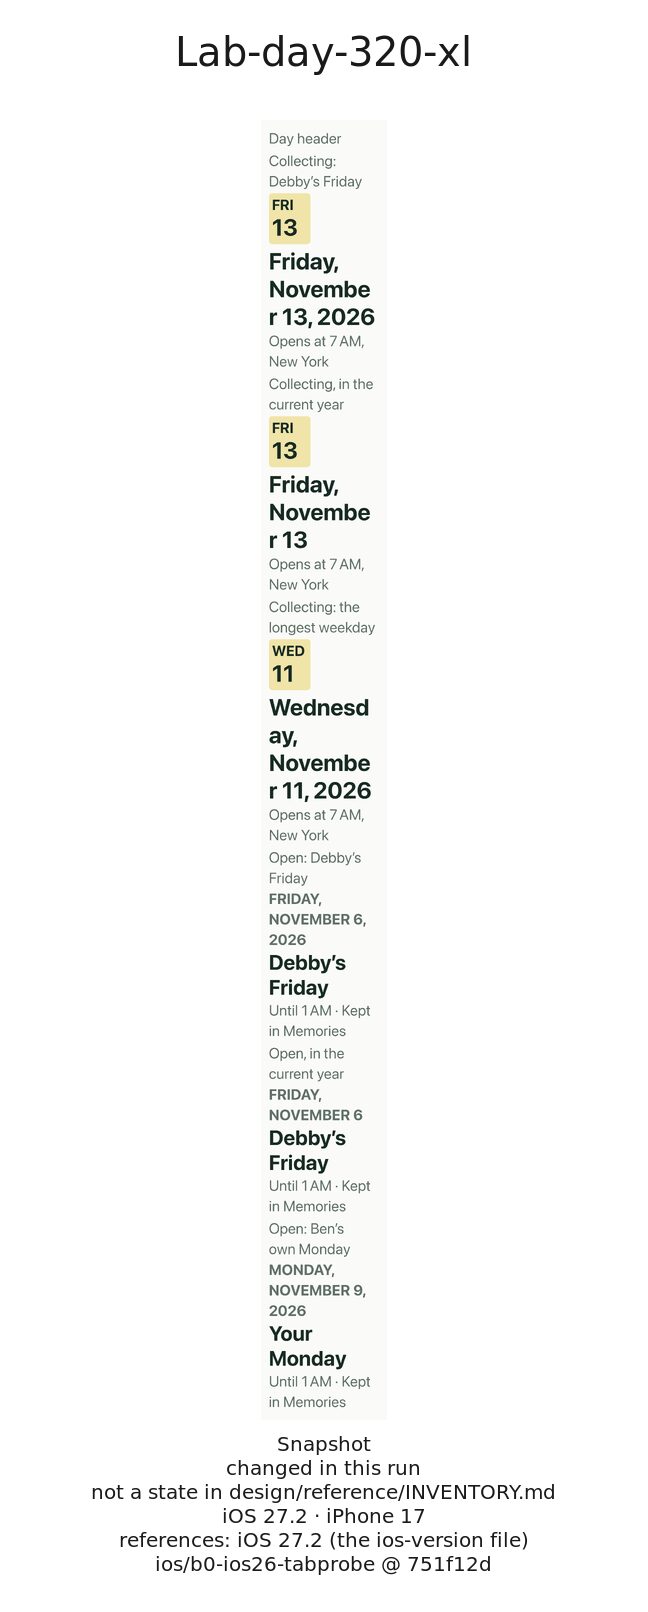 Lab-day-320-xl
Day header
Collecting:
Debby’s Friday
FRI
13
Friday,
Novembe
r 13, 2026
Opens at 7 AM,
New York
Collecting, in the
current year
FRI
13
Friday,
Novembe
r 13
Opens at 7 AM,
New York
Collecting: the
longest weekday
WED
11
Wednesd
ay,
Novembe
r 11, 2026
Opens at 7 AM,
New York
Open: Debby’s
Friday
FRIDAY,
NOVEMBER 6,
2026
Debby’s
Friday
Until 1 AM · Kept
in Memories
Open, in the
current year
FRIDAY,
NOVEMBER 6
Debby’s
Friday
Until 1 AM · Kept
in Memories
Open: Ben’s
own Monday
MONDAY,
NOVEMBER 9,
2026
Your
Monday
Until 1 AM · Kept
in Memories
Snapshot
changed in this run
not a state in design/reference/INVENTORY.md
iOS 27.2 · iPhone 17
references: iOS 27.2 (the ios-version file)
ios/b0-ios26-tabprobe @ 751f12d